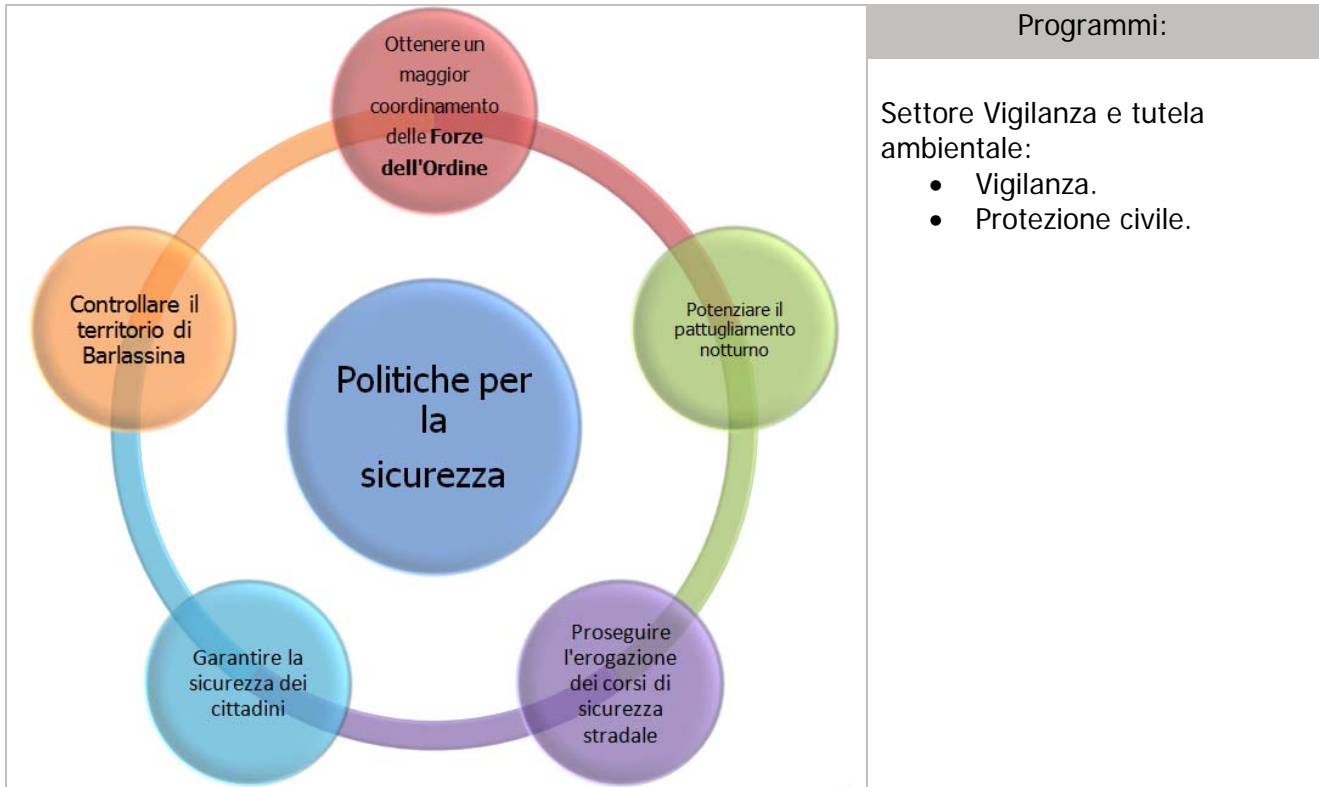 Ottenere un
maggior
coordinamento
delle Forze
dell'Ordine
Potenziare il
pattugliamento
notturno
Proseguire
l'erogazione
dei corsi di
sicurezza
stradale
Garantire la
sicurezza dei
cittadini
Controllare il
territorio di
Barlassina
Politiche per
la
sicurezza
Programmi:
Settore Vigilanza e tutela
ambientale:
• Vigilanza.
• Protezione civile.